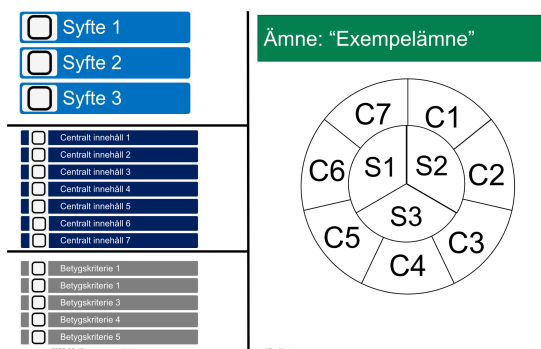 Syfte 1
Syfte 2
Syfte 3
Centralt innehåll 1
Centralt innehåll 2
Centralt innehåll 3
Centralt innehåll 4
Centralt innehåll 5
Centralt innehåll 6
Centralt innehåll 7
Betygskriterie 1
Betygskriterie 1
Betygskriterie 3
Betygskriterie 4
Betygskriterie 5
Ämne: “Exempelämne”
C7
C1
C6
S1
S2
C2
S3
C5
C3
C4